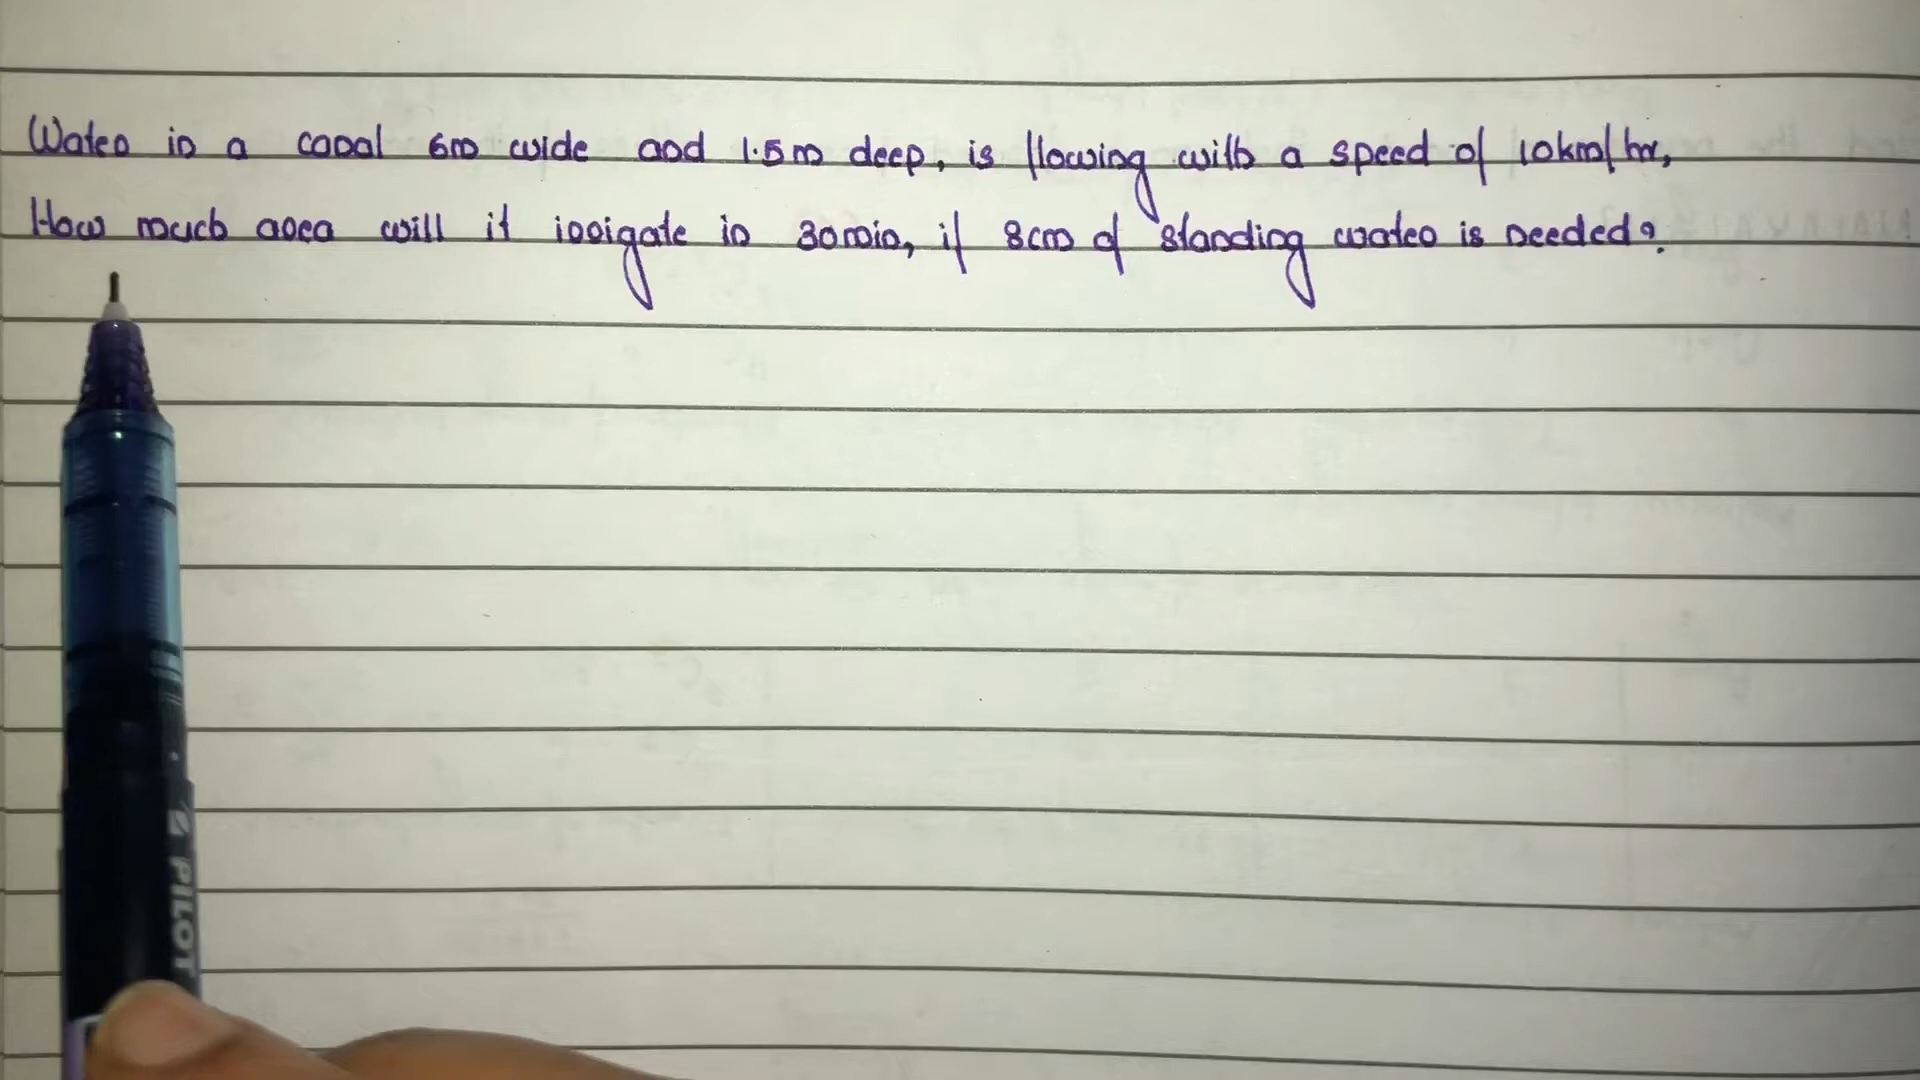 Water in a canal 6m wide and 1.5m deep, is flowing with a speed of 10km/hr,
How much area will it irrigate in 30min, if 8cm of standing water is needed?
PILOT